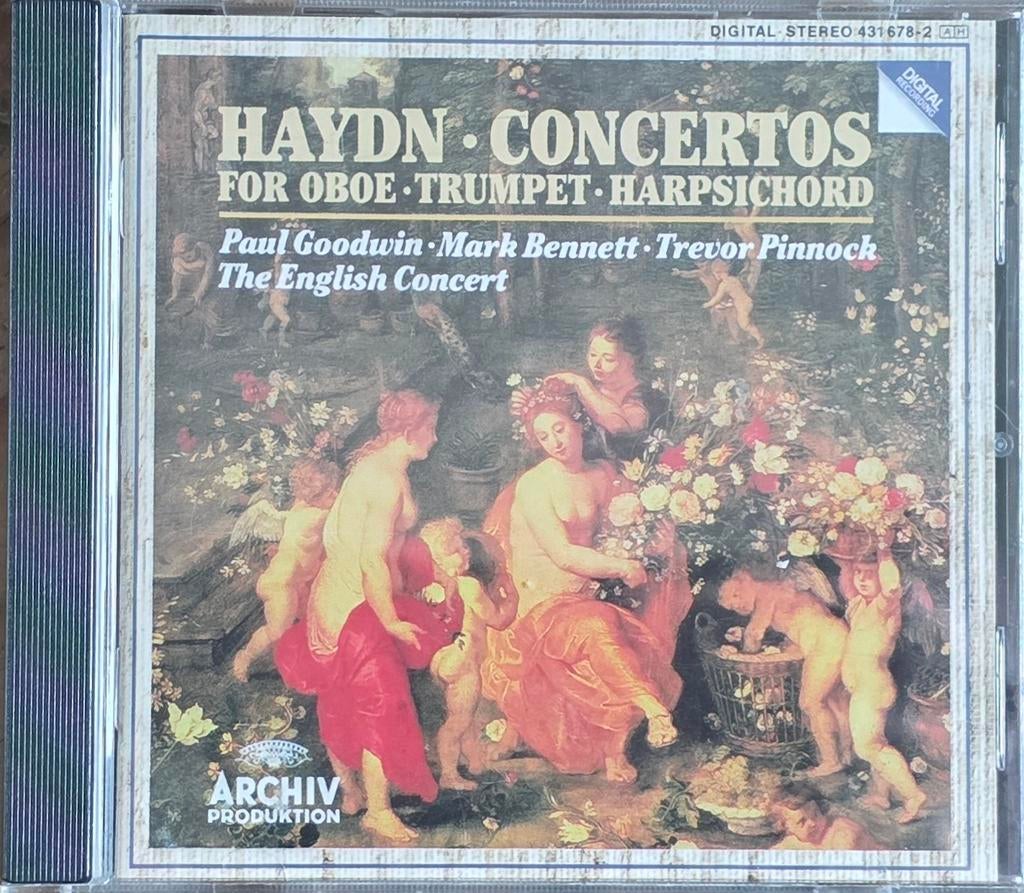 DIGITAL · STEREO 431 678-2 AH
DIGITAL
RECORDING
HAYDN · CONCERTOS
FOR OBOE · TRUMPET · HARPSICHORD
Paul Goodwin · Mark Bennett · Trevor Pinnock
The English Concert
ARCHIV
PRODUKTION